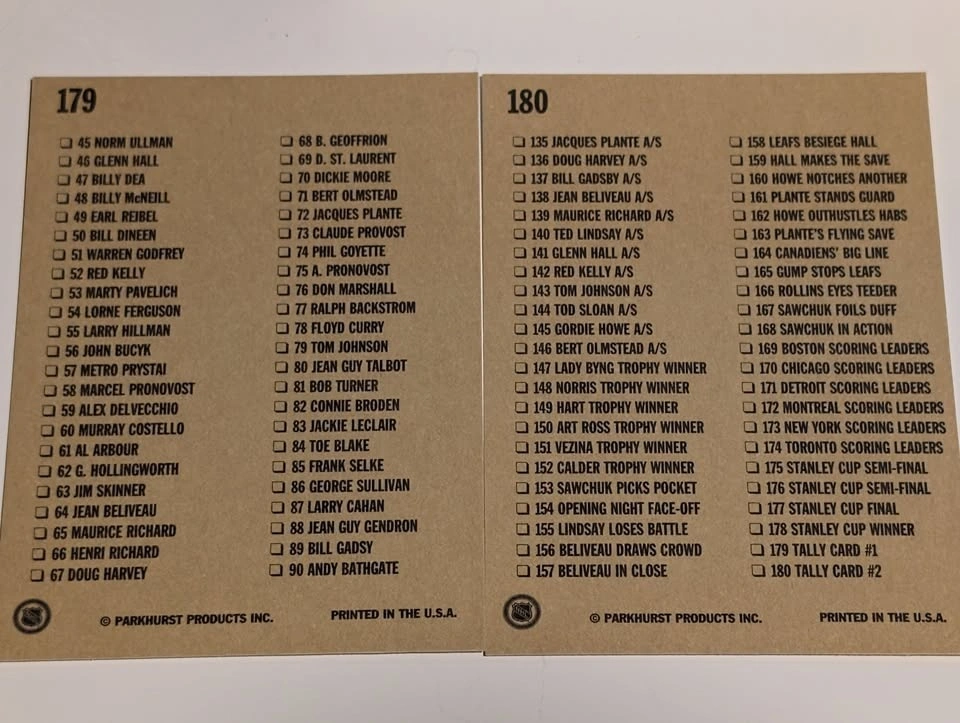 179
45 NORM ULLMAN
46 GLENN HALL
47 BILLY DEA
48 BILLY McNEILL
49 EARL REIBEL
50 BILL DINEEN
51 WARREN GODFREY
52 RED KELLY
53 MARTY PAVELICH
54 LORNE FERGUSON
55 LARRY HILLMAN
56 JOHN BUCYK
57 METRO PRYSTAI
58 MARCEL PRONOVOST
59 ALEX DELVECCHIO
60 MURRAY COSTELLO
61 AL ARBOUR
62 G. HOLLINGWORTH
63 JIM SKINNER
64 JEAN BELIVEAU
65 MAURICE RICHARD
66 HENRI RICHARD
67 DOUG HARVEY
68 B. GEOFFRION
69 D. ST. LAURENT
70 DICKIE MOORE
71 BERT OLMSTEAD
72 JACQUES PLANTE
73 CLAUDE PROVOST
74 PHIL GOYETTE
75 A. PRONOVOST
76 DON MARSHALL
77 RALPH BACKSTROM
78 FLOYD CURRY
79 TOM JOHNSON
80 JEAN GUY TALBOT
81 BOB TURNER
82 CONNIE BRODEN
83 JACKIE LECLAIR
84 TOE BLAKE
85 FRANK SELKE
86 GEORGE SULLIVAN
87 LARRY CAHAN
88 JEAN GUY GENDRON
89 BILL GADSY
90 ANDY BATHGATE
© PARKHURST PRODUCTS INC.
PRINTED IN THE U.S.A.
180
135 JACQUES PLANTE A/S
136 DOUG HARVEY A/S
137 BILL GADSBY A/S
138 JEAN BELIVEAU A/S
139 MAURICE RICHARD A/S
140 TED LINDSAY A/S
141 GLENN HALL A/S
142 RED KELLY A/S
143 TOM JOHNSON A/S
144 TOD SLOAN A/S
145 GORDIE HOWE A/S
146 BERT OLMSTEAD A/S
147 LADY BYNG TROPHY WINNER
148 NORRIS TROPHY WINNER
149 HART TROPHY WINNER
150 ART ROSS TROPHY WINNER
151 VEZINA TROPHY WINNER
152 CALDER TROPHY WINNER
153 SAWCHUK PICKS POCKET
154 OPENING NIGHT FACE-OFF
155 LINDSAY LOSES BATTLE
156 BELIVEAU DRAWS CROWD
157 BELIVEAU IN CLOSE
158 LEAFS BESIEGE HALL
159 HALL MAKES THE SAVE
160 HOWE NOTCHES ANOTHER
161 PLANTE STANDS GUARD
162 HOWE OUTHUSTLES HABS
163 PLANTE'S FLYING SAVE
164 CANADIENS' BIG LINE
165 GUMP STOPS LEAFS
166 ROLLINS EYES TEEDER
167 SAWCHUK FOILS DUFF
168 SAWCHUK IN ACTION
169 BOSTON SCORING LEADERS
170 CHICAGO SCORING LEADERS
171 DETROIT SCORING LEADERS
172 MONTREAL SCORING LEADERS
173 NEW YORK SCORING LEADERS
174 TORONTO SCORING LEADERS
175 STANLEY CUP SEMI-FINAL
176 STANLEY CUP SEMI-FINAL
177 STANLEY CUP FINAL
178 STANLEY CUP WINNER
179 TALLY CARD #1
180 TALLY CARD #2
© PARKHURST PRODUCTS INC.
PRINTED IN THE U.S.A.